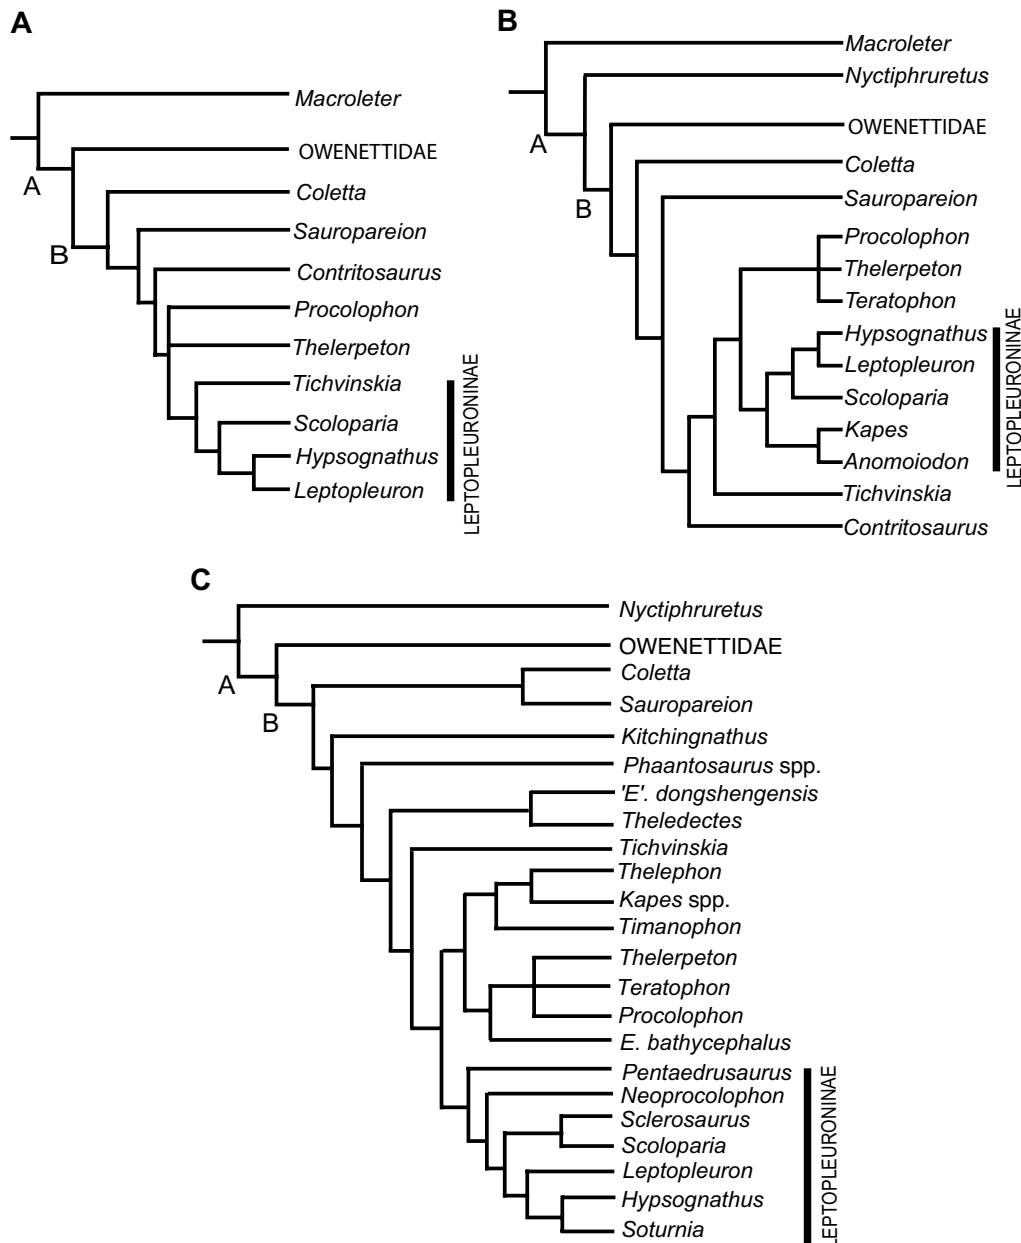 A
Macroleter
OWENETTIDAE
A
Coletta
Sauropareion
B
Contritosaurus
Procolophon
Thelerpeton
Tichvinskia
Scoloparia
Hypsognathus
Leptopleuron
LEPTOPLEURONINAE
B
Macroleter
Nyctiphruretus
OWENETTIDAE
A
Coletta
Sauropareion
B
Procolophon
Thelerpeton
Teratophon
Hypsognathus
Leptopleuron
Scoloparia
Kapes
Anomoiodon
Tichvinskia
Contritosaurus
LEPTOPLEURONINAE
C
Nyctiphruretus
OWENETTIDAE
Coletta
A
Sauropareion
B
Kitchingnathus
Phaantosaurus spp.
'E'. dongshengensis
Theledectes
Tichvinskia
Thelephon
Kapes spp.
Timanophon
Thelerpeton
Teratophon
Procolophon
E. bathycephalus
Pentaedrusaurus
Neoprocolophon
Sclerosaurus
Scoloparia
Leptopleuron
Hypsognathus
Soturnia
LEPTOPLEURONINAE